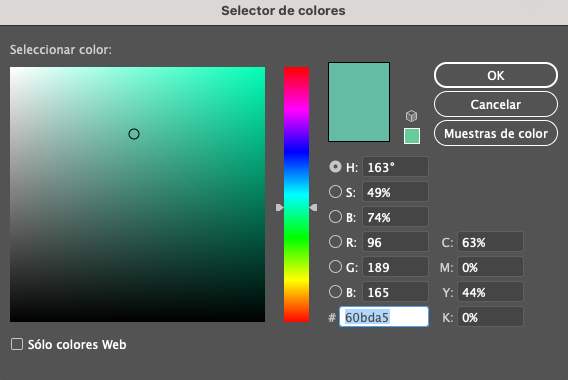 Selector de colores
Seleccionar color:
OK
Cancelar
Muestras de color
H: 163°
S: 49%
B: 74%
R: 96 C: 63%
G: 189 M: 0%
B: 165 Y: 44%
# 60bda5 K: 0%
Sólo colores Web